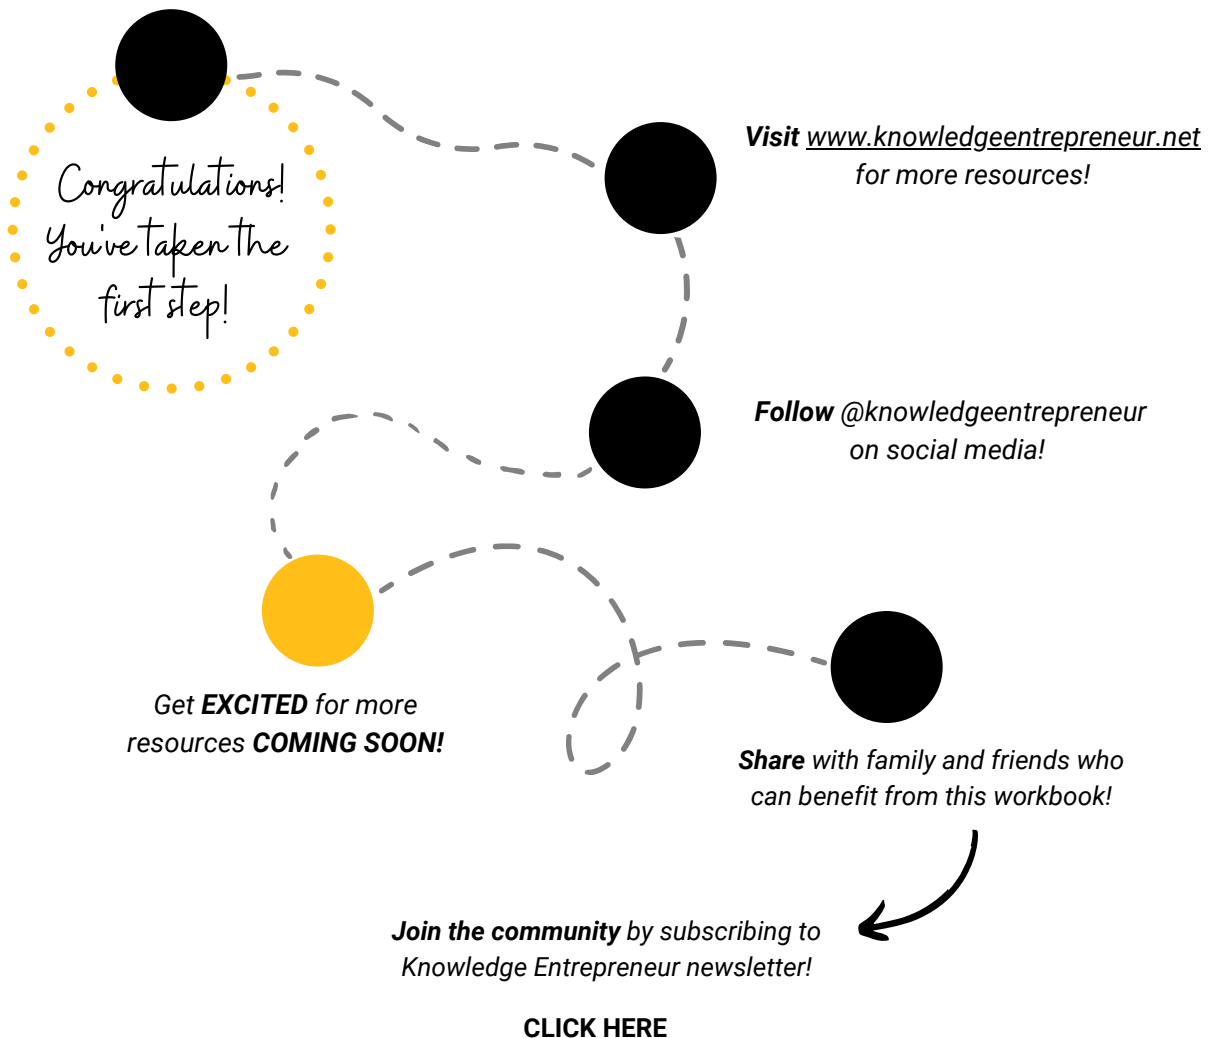 Congratulations!
You've taken the
first step!
Visit www.knowledgeentrepreneur.net
for more resources!
Follow @knowledgeentrepreneur
on social media!
Get EXCITED for more
resources COMING SOON!
Share with family and friends who
can benefit from this workbook!
Join the community by subscribing to
Knowledge Entrepreneur newsletter!
CLICK HERE